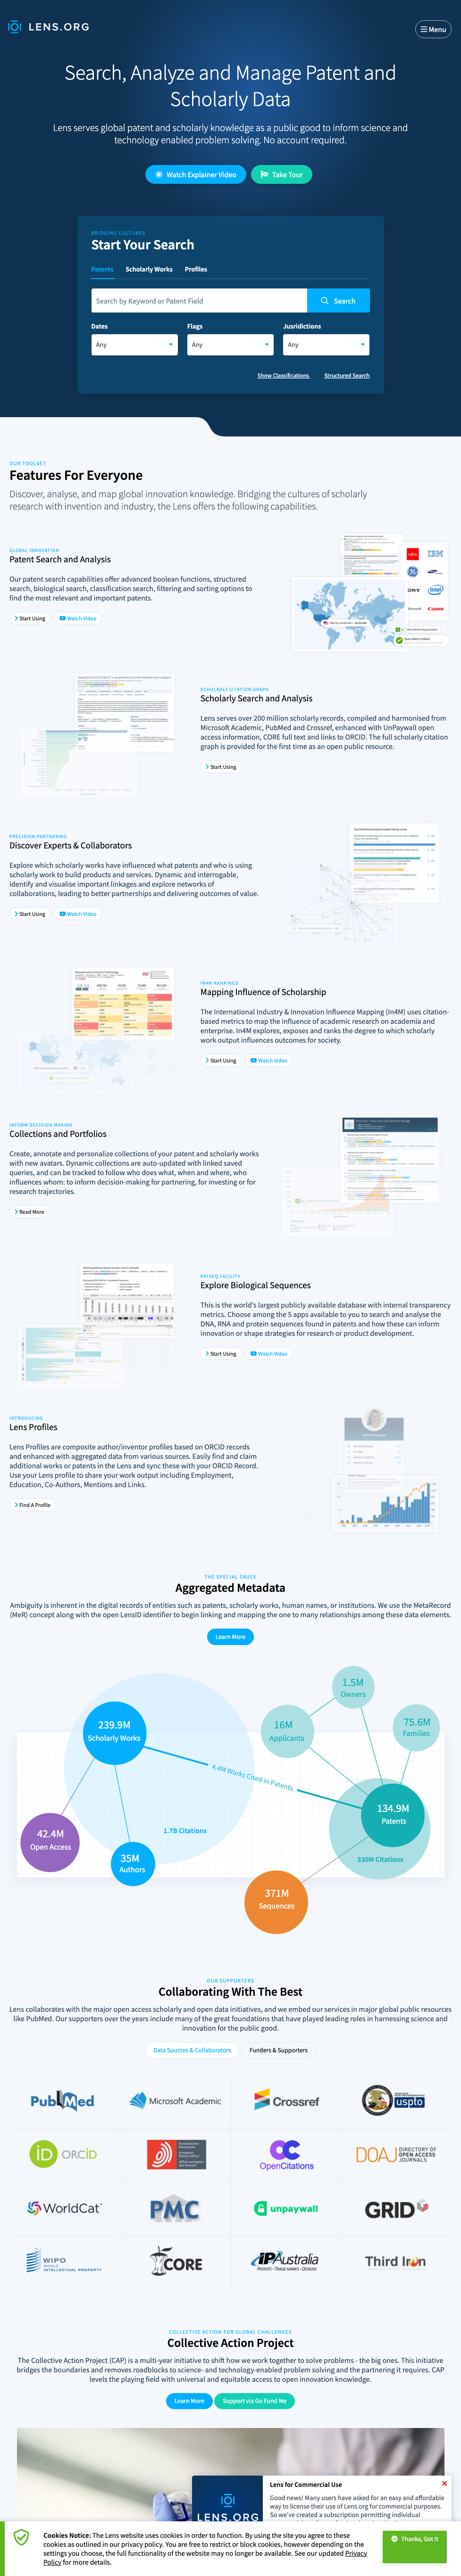 LENS.ORG
Menu
Search, Analyze and Manage Patent and
Scholarly Data
Lens serves global patent and scholarly knowledge as a public good to inform science and
technology enabled problem solving. No account required.
Watch Explainer Video
Take Tour
BRIDGING CULTURES
Start Your Search
Patents
Scholarly Works
Profiles
Search by Keyword or Patent Field
Search
Dates
Flags
Jusridictions
Any
Any
Any
Show Classifications
Structured Search
OUR TOOLSET
Features For Everyone
Discover, analyse, and map global innovation knowledge. Bridging the cultures of scholarly
research with invention and industry, the Lens offers the following capabilities.
GLOBAL INNOVATION
Patent Search and Analysis
Our patent search capabilities offer advanced boolean functions, structured
search, biological search, classification search, filtering and sorting options to
find the most relevant and important patents.
Start Using
Watch Video
IBM
intel
Canon
SCHOLARLY CITATION GRAPH
Scholarly Search and Analysis
Lens serves over 200 million scholarly records, compiled and harmonised from
Microsoft Academic, PubMed and Crossref, enhanced with UnPaywall open
access information, CORE full text and links to ORCID. The full scholarly citation
graph is provided for the first time as an open public resource.
Start Using
PRECISION PARTNERING
Discover Experts & Collaborators
Explore which scholarly works have influenced what patents and who is using
scholarly work to build products and services. Dynamic and interrogable,
identify and visualise important linkages and explore networks of
collaborations, leading to better partnerships and delivering outcomes of value.
Start Using
Watch Video
IN4M RANKINGS
Mapping Influence of Scholarship
The International Industry & Innovation Influence Mapping (In4M) uses citation-
based metrics to map the influence of academic research on academia and
enterprise. In4M explores, exposes and ranks the degree to which scholarly
work output influences outcomes for society.
Start Using
Watch Video
INFORM DECISION MAKING
Collections and Portfolios
Create, annotate and personalize collections of your patent and scholarly works
with new avatars. Dynamic collections are auto-updated with linked saved
queries, and can be tracked to follow who does what, when and where, who
influences whom: to inform decision-making for partnering, for investing or for
research trajectories.
Read More
PATSEQ FACILITY
Explore Biological Sequences
This is the world's largest publicly available database with internal transparency
metrics. Choose among the 5 apps available to you to search and analyse the
DNA, RNA and protein sequences found in patents and how these can inform
innovation or shape strategies for research or product development.
Start Using
Watch Video
INTRODUCING
Lens Profiles
Lens Profiles are composite author/inventor profiles based on ORCID records
and enhanced with aggregated data from various sources. Easily find and claim
additional works or patents in the Lens and sync these with your ORCID Record.
Use your Lens profile to share your work output including Employment,
Education, Co-Authors, Mentions and Links.
Find A Profile
THE SPECIAL SAUCE
Aggregated Metadata
Ambiguity is inherent in the digital records of entities such as patents, scholarly works, human names, or institutions. We use the MetaRecord
(MeR) concept along with the open LensID identifier to begin linking and mapping the one to many relationships among these data elements.
Learn More
1.5M
Owners
239.9M
Scholarly Works
16M
Applicants
75.6M
Families
4.4M Works Cited in Patents
134.9M
Patents
1.7B Citations
42.4M
Open Access
35M
Authors
330M Citations
371M
Sequences
OUR SUPPORTERS
Collaborating With The Best
Lens collaborates with the major open access scholarly and open data initiatives, and we embed our services in major global public resources
like PubMed. Our supporters over the years include many of the great foundations that have played leading roles in harnessing science and
innovation for the public good.
Data Sources & Collaborators
Funders & Supporters
PubMed
Microsoft Academic
Crossref
uspto
iD ORCID
OpenCitations
DOAJ DIRECTORY OF
OPEN ACCESS
JOURNALS
WorldCat
PMC
unpaywall
GRID
WIPO
WORLD
INTELLECTUAL PROPERTY
CORE
IPAustralia
PATENTS • TRADE MARKS • DESIGNS
Third Iron
COLLECTIVE ACTION FOR GLOBAL CHALLENGES
Collective Action Project
The Collective Action Project (CAP) is a multi-year initiative to shift how we work together to solve problems - the big ones. This initiative
bridges the boundaries and removes roadblocks to science- and technology-enabled problem solving and the partnering it requires. CAP
levels the playing field with universal and equitable access to open innovation knowledge.
Learn More
Support via Go Fund Me
LENS.ORG
Lens for Commercial Use
Good news! Many users have asked for an easy and affordable
way to license their use of Lens.org for commercial purposes.
So we've created a subscription permitting individual
Cookies Notice: The Lens website uses cookies in order to function. By using the site you agree to these
cookies as outlined in our privacy policy. You are free to restrict or block cookies, however depending on the
settings you choose, the full functionality of the website may no longer be available. See our updated Privacy
Policy for more details.
Thanks, Got it